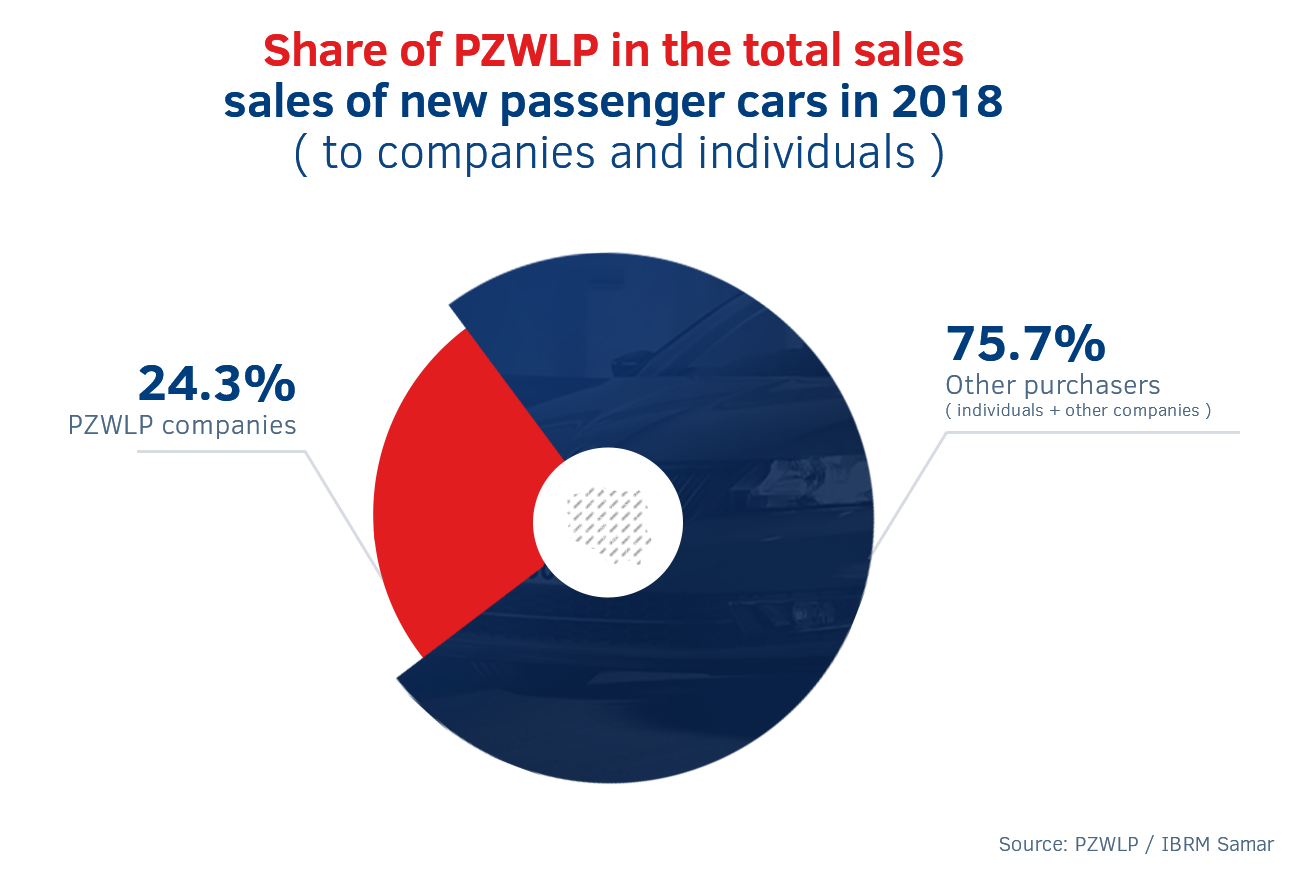 Share of PZWLP in the total sales
sales of new passenger cars in 2018
( to companies and individuals )
24.3%
PZWLP companies
75.7%
Other purchasers
( individuals + other companies )
Source: PZWLP / IBRM Samar